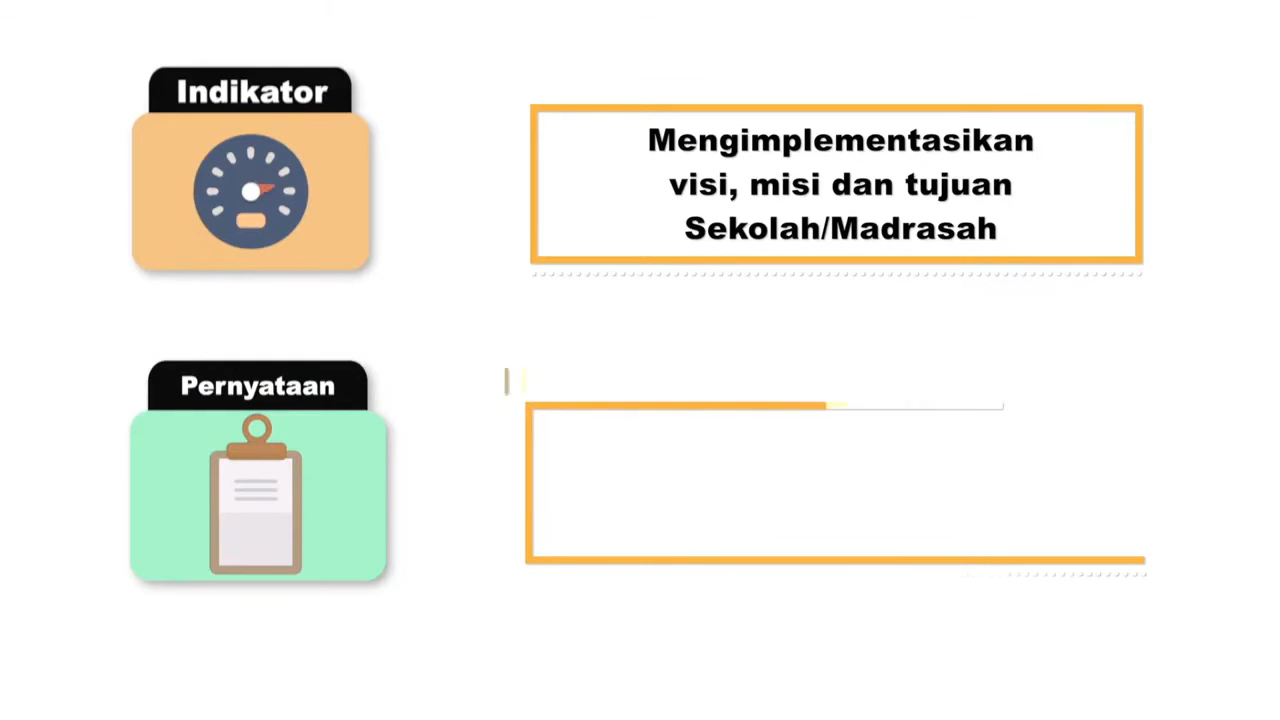 Indikator
Mengimplementasikan
visi, misi dan tujuan
Sekolah/Madrasah
Pernyataan